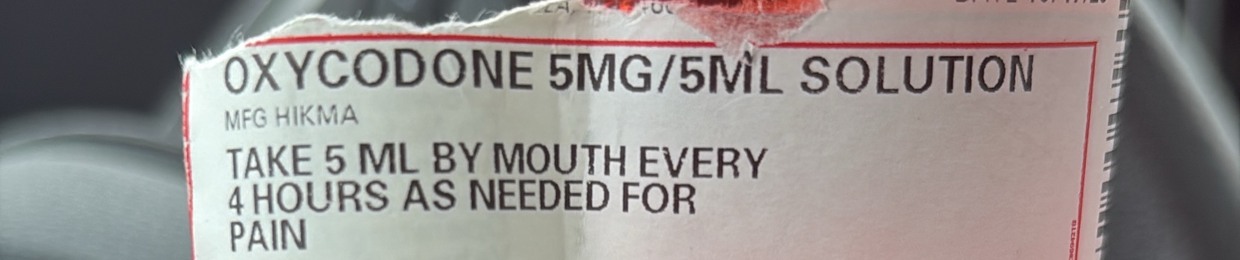 OXYCODONE 5MG/5ML SOLUTION
MFG HIKMA
TAKE 5 ML BY MOUTH EVERY
4 HOURS AS NEEDED FOR
PAIN